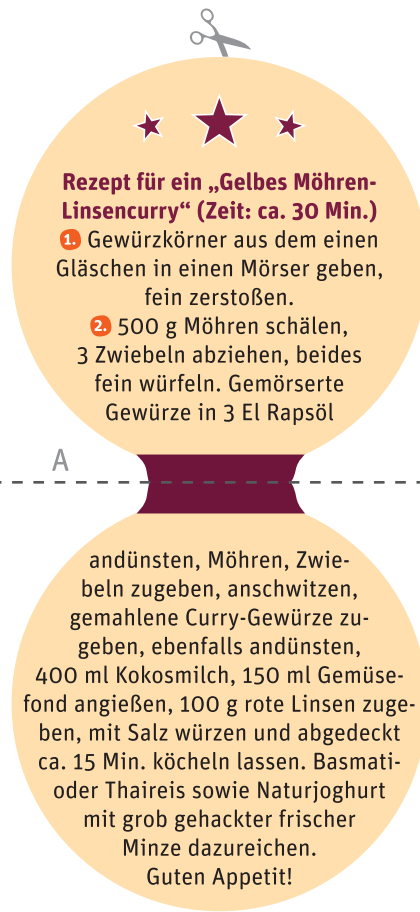 Rezept für ein „Gelbes Möhren-
Linsencurry“ (Zeit: ca. 30 Min.)
1. Gewürzkörner aus dem einen
Gläschen in einen Mörser geben,
fein zerstoßen.
2. 500 g Möhren schälen,
3 Zwiebeln abziehen, beides
fein würfeln. Gemörserte
Gewürze in 3 El Rapsöl
A
andünsten, Möhren, Zwie-
beln zugeben, anschwitzen,
gemahlene Curry-Gewürze zu-
geben, ebenfalls andünsten,
400 ml Kokosmilch, 150 ml Gemüse-
fond angießen, 100 g rote Linsen zuge-
ben, mit Salz würzen und abgedeckt
ca. 15 Min. köcheln lassen. Basmati-
oder Thaireis sowie Naturjoghurt
mit grob gehackter frischer
Minze dazureichen.
Guten Appetit!